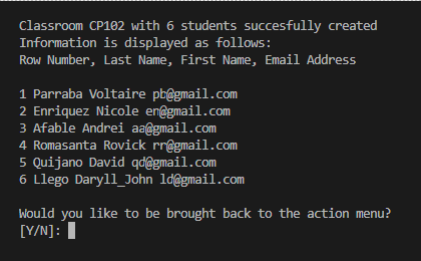 Classroom CP102 with 6 students succesfully created
Information is displayed as follows:
Row Number, Last Name, First Name, Email Address
1 Parraba Voltaire pb@gmail.com
2 Enriquez Nicole en@gmail.com
3 Afable Andrei aa@gmail.com
4 Romasanta Rovick rr@gmail.com
5 Quijano David qd@gmail.com
6 Llego Daryll_John ld@gmail.com
Would you like to be brought back to the action menu?
[Y/N]: